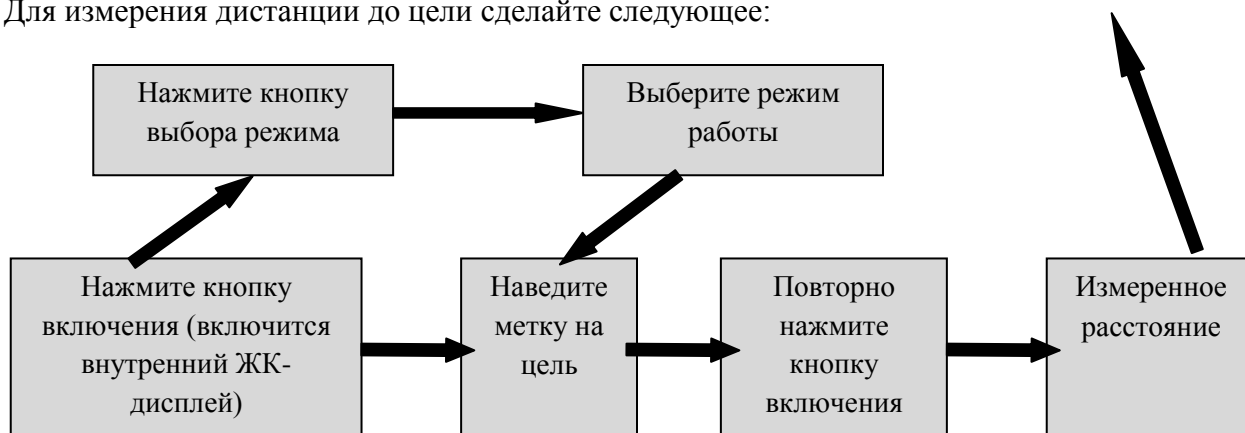 Для измерения дистанции до цели сделайте следующее:
Нажмите кнопку
выбора режима
Выберите режим
работы
Нажмите кнопку
включения (включится
внутренний ЖК-
дисплей)
Наведите
метку на
цель
Повторно
нажмите
кнопку
включения
Измеренное
расстояние